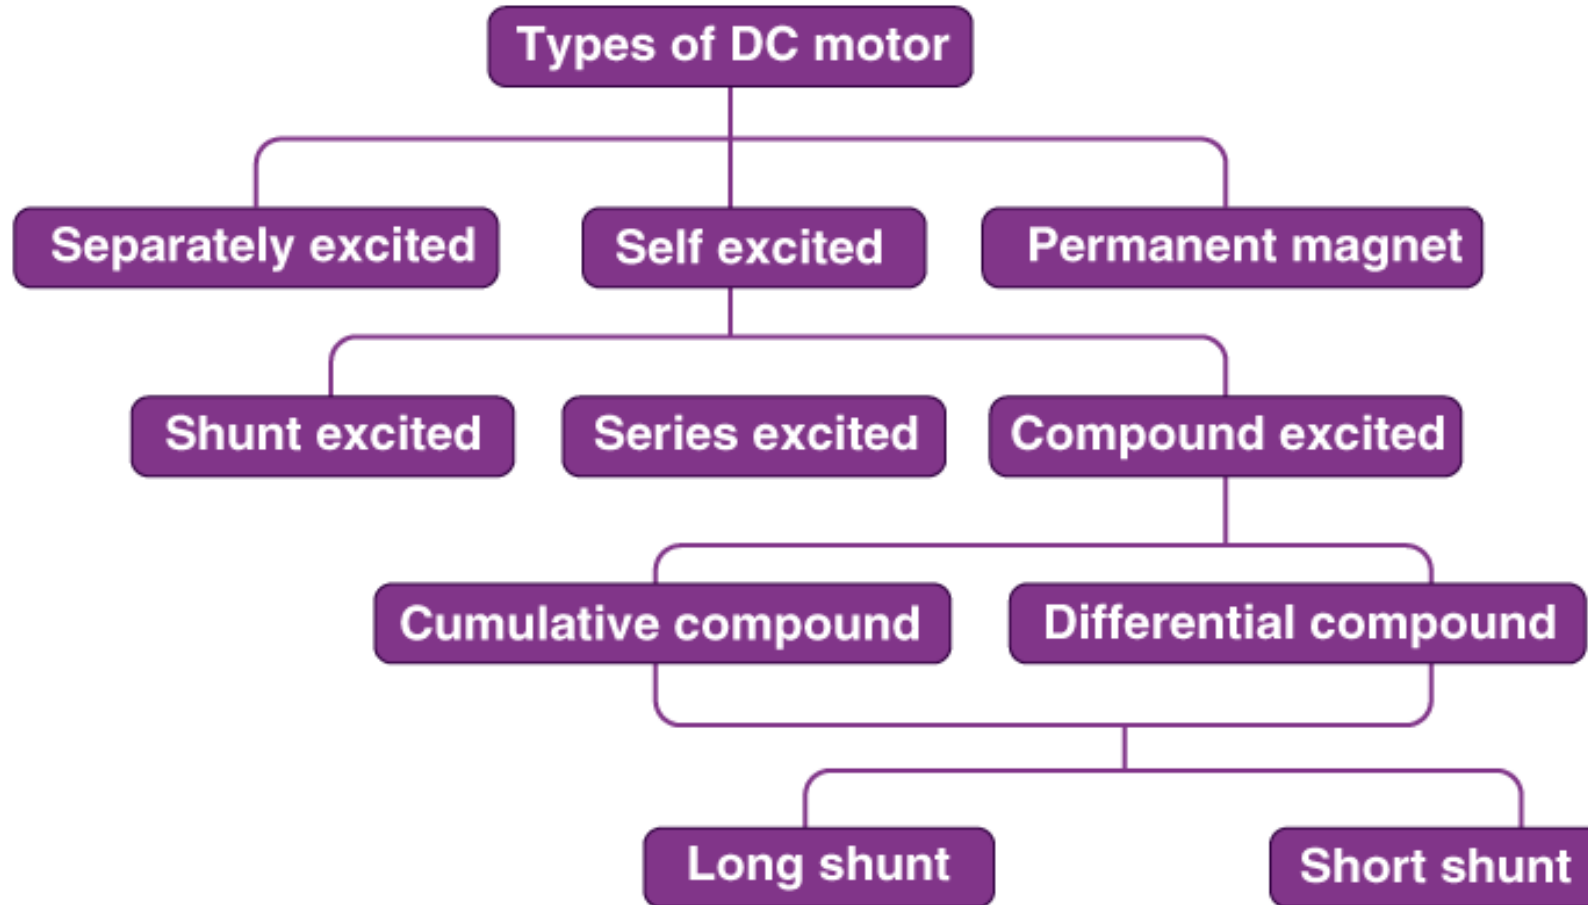 Types of DC motor
Separately excited
Self excited
Permanent magnet
Shunt excited
Series excited
Compound excited
Cumulative compound
Differential compound
Long shunt
Short shunt